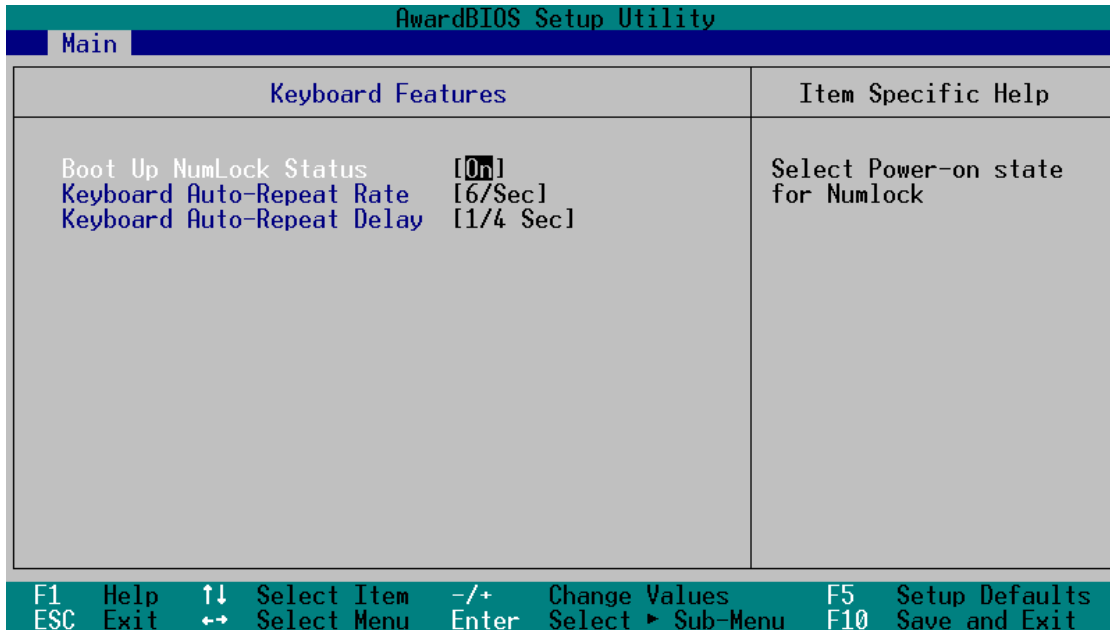 AwardBIOS Setup Utility
Main
Keyboard Features
Item Specific Help
Boot Up NumLock Status [On]
Keyboard Auto-Repeat Rate [6/Sec]
Keyboard Auto-Repeat Delay [1/4 Sec]
Select Power-on state
for Numlock
F1 Help ↑↓ Select Item -/+ Change Values F5 Setup Defaults
ESC Exit ←→ Select Menu Enter Select ► Sub-Menu F10 Save and Exit